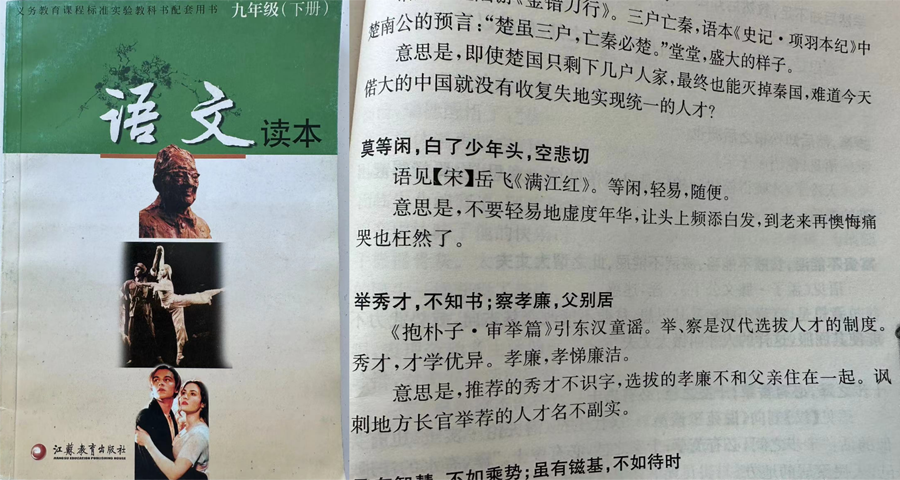 义务教育课程标准实验教科书配套用书
九年级(下册)
语文读本
江苏教育出版社
JIANGSU EDUCATION PUBLISHING HOUSE
《金错刀行》。三户亡秦,语本《史记·项羽本纪》中
楚南公的预言:“楚虽三户,亡秦必楚。”堂堂,盛大的样子。
意思是,即使楚国只剩下几户人家,最终也能灭掉秦国,难道今天
偌大的中国就没有收复失地实现统一的人才?
莫等闲,白了少年头,空悲切
语见【宋】岳飞《满江红》。等闲,轻易,随便。
意思是,不要轻易地虚度年华,让头上频添白发,到老来再懊悔痛
哭也枉然了。
举秀才,不知书;察孝廉,父别居
《抱朴子·审举篇》引东汉童谣。举、察是汉代选拔人才的制度。
秀才,才学优异。孝廉,孝悌廉洁。
意思是,推荐的秀才不识字,选拔的孝廉不和父亲住在一起。讽
刺地方长官举荐的人才名不副实。
智慧,不如乘势;虽有镃基,不如待时